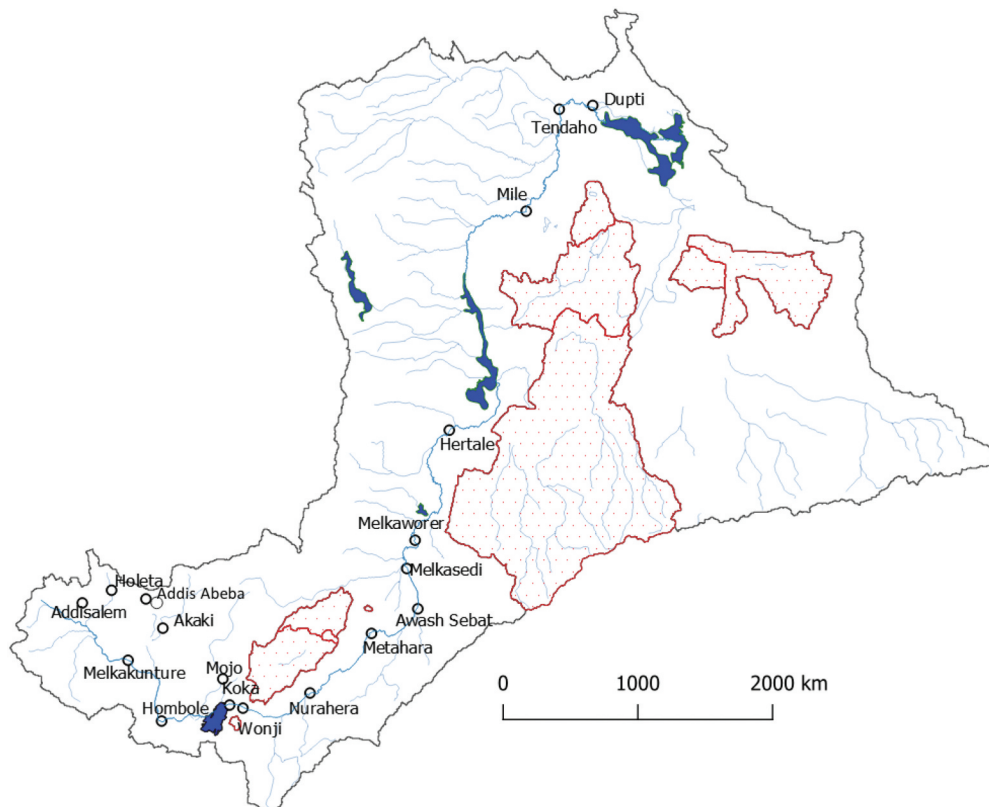 Dupti
Tendaho
Mile
Hertale
Melkaworer
Melkasedi
Holeta
Addis Abeba
Addisalem
Awash Sebat
Akaki
Metahara
Melkakunture
Mojo
Koka
Nurahera
Hombole
Wonji
0 1000 2000 km